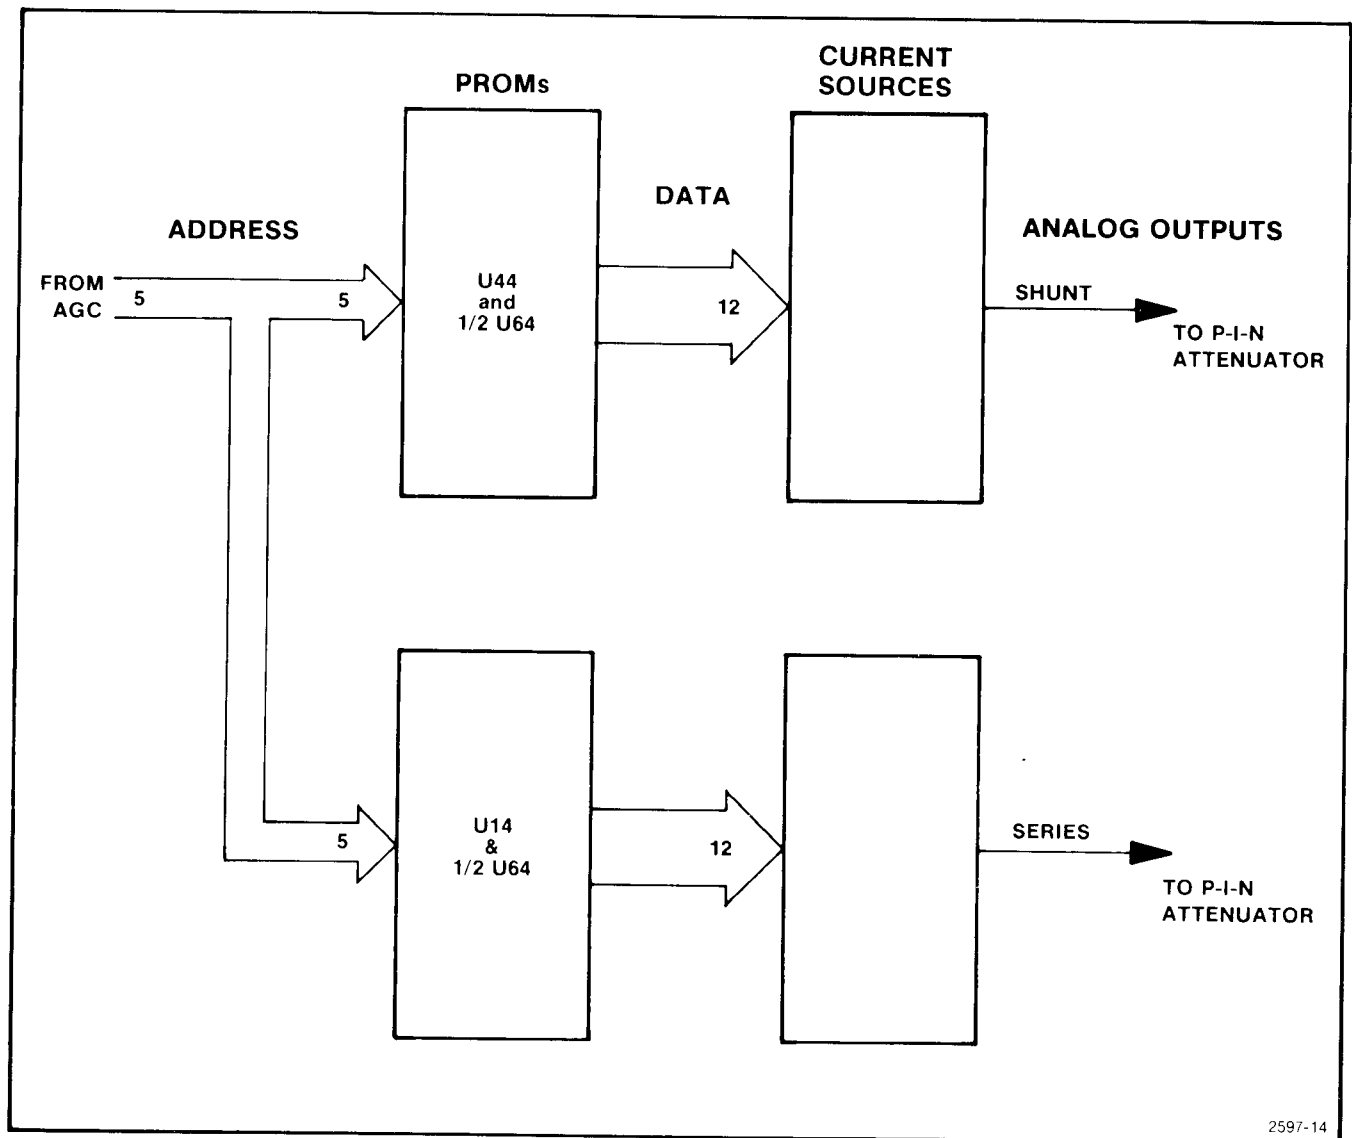 CURRENT
SOURCES
PROMs
DATA
ADDRESS
ANALOG OUTPUTS
FROM
AGC
5
5
U44
and
1/2 U64
12
SHUNT
TO P-I-N
ATTENUATOR
5
U14
&
1/2 U64
12
SERIES
TO P-I-N
ATTENUATOR
2597-14